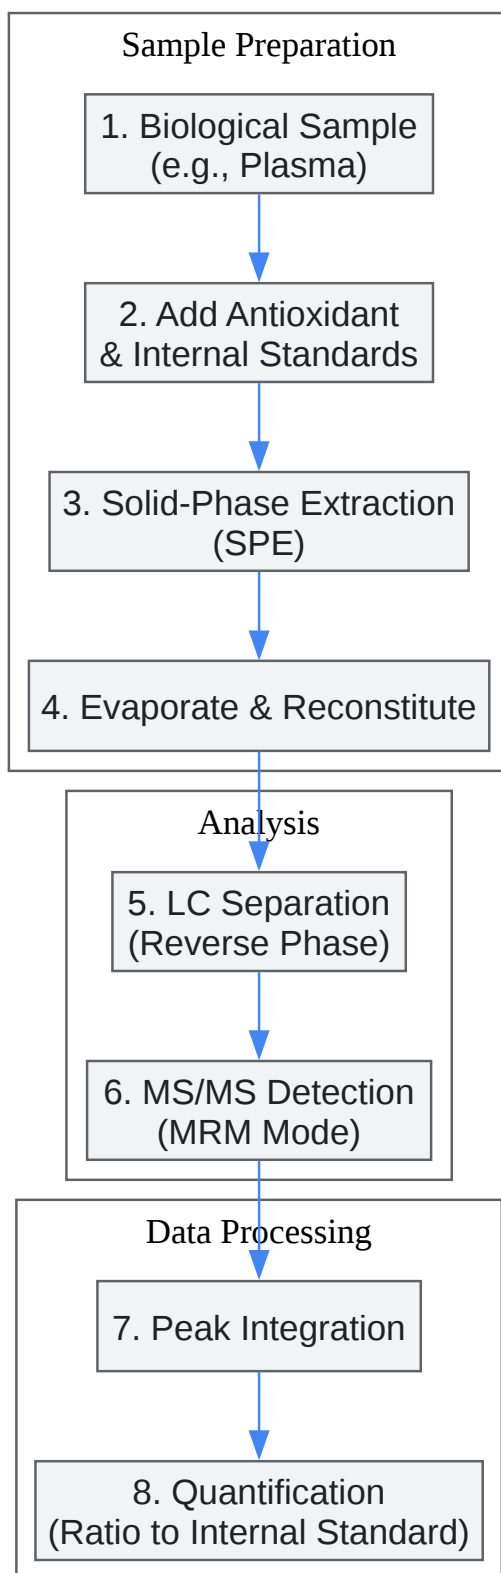 Sample Preparation
1. Biological Sample
(e.g., Plasma)
2. Add Antioxidant
& Internal Standards
3. Solid-Phase Extraction
(SPE)
4. Evaporate & Reconstitute
Analysis
5. LC Separation
(Reverse Phase)
6. MS/MS Detection
(MRM Mode)
Data Processing
7. Peak Integration
8. Quantification
(Ratio to Internal Standard)